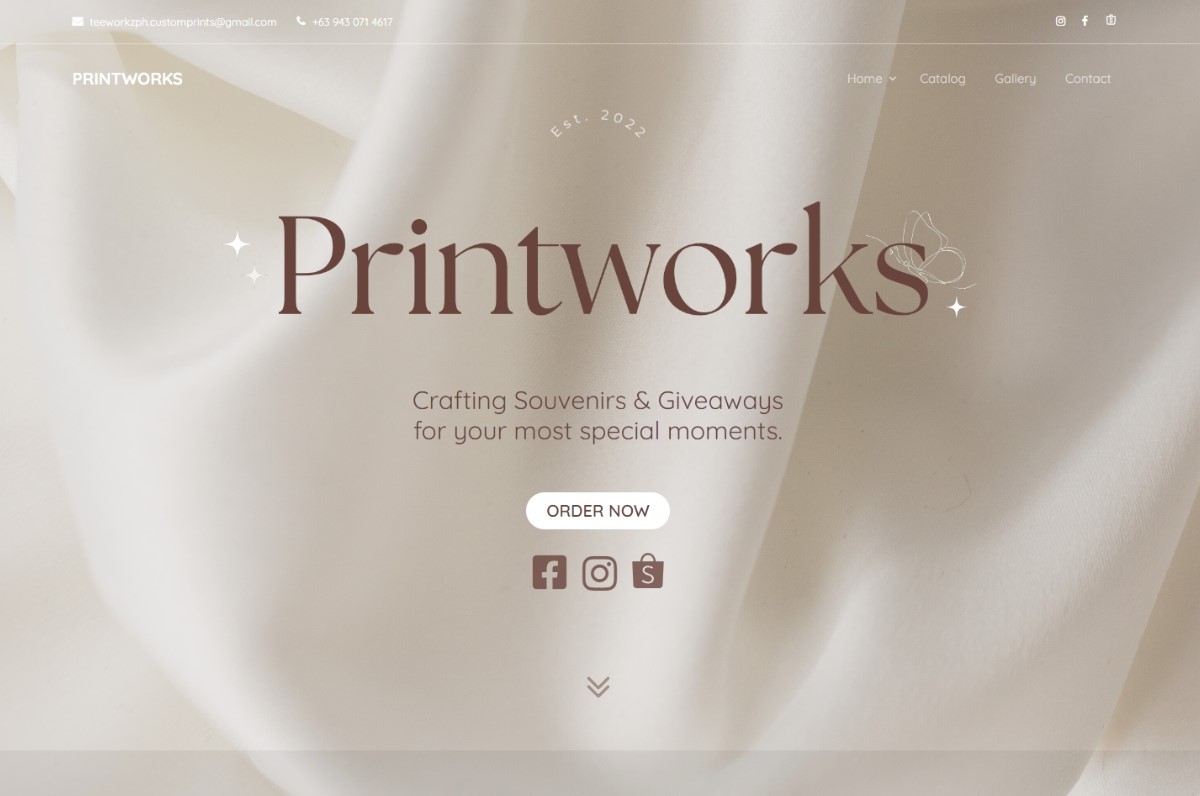 teeworkzph.customprints@gmail.com +63 943 071 4617
PRINTWORKS
Home Catalog Gallery Contact
Est. 2022
Printworks
Crafting Souvenirs & Giveaways
for your most special moments.
ORDER NOW